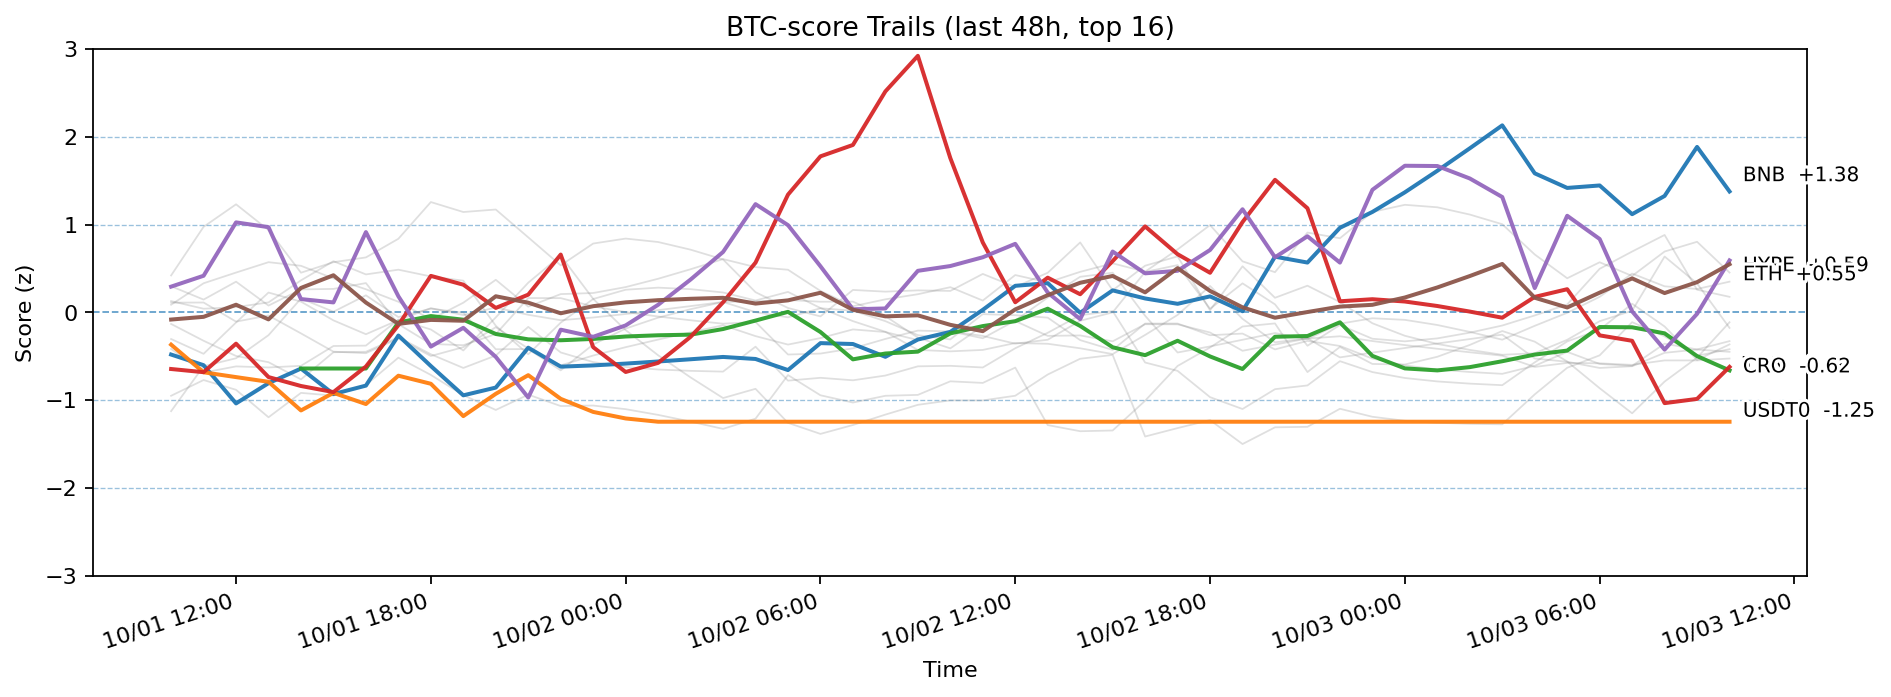 BTC-score Trails (last 48h, top 16)
Score (z)
3
2
1
0
−1
−2
−3
BNB +1.38
ETH +0.55
CRO -0.62
USDT0 -1.25
10/01 12:00
10/01 18:00
10/02 00:00
10/02 06:00
10/02 12:00
10/02 18:00
10/03 00:00
10/03 06:00
10/03 12:00
Time